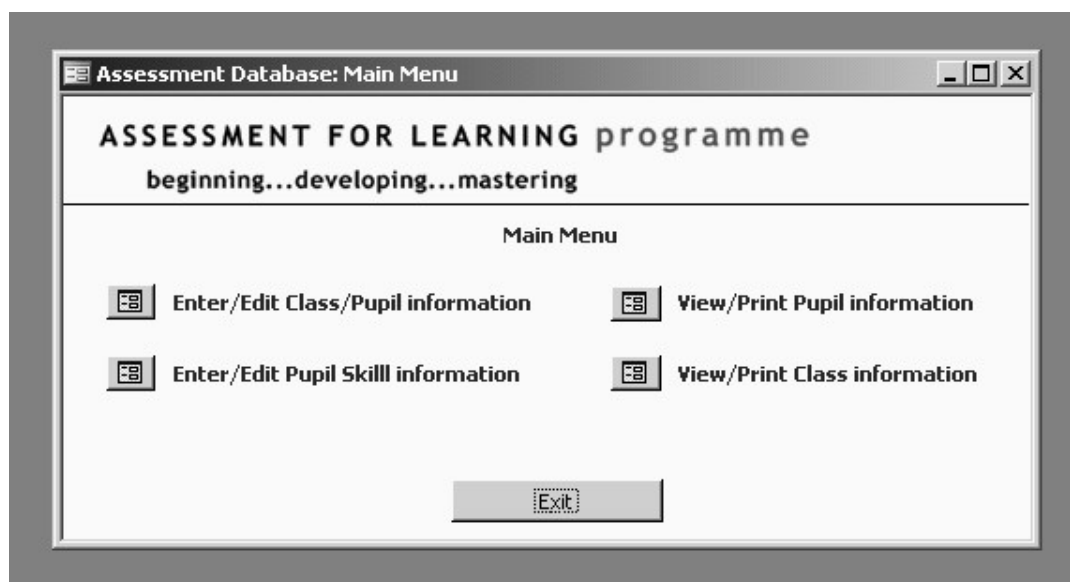 Assessment Database: Main Menu
ASSESSMENT FOR LEARNING programme
beginning...developing...mastering
Main Menu
Enter/Edit Class/Pupil information View/Print Pupil information
Enter/Edit Pupil Skilll information View/Print Class information
Exit